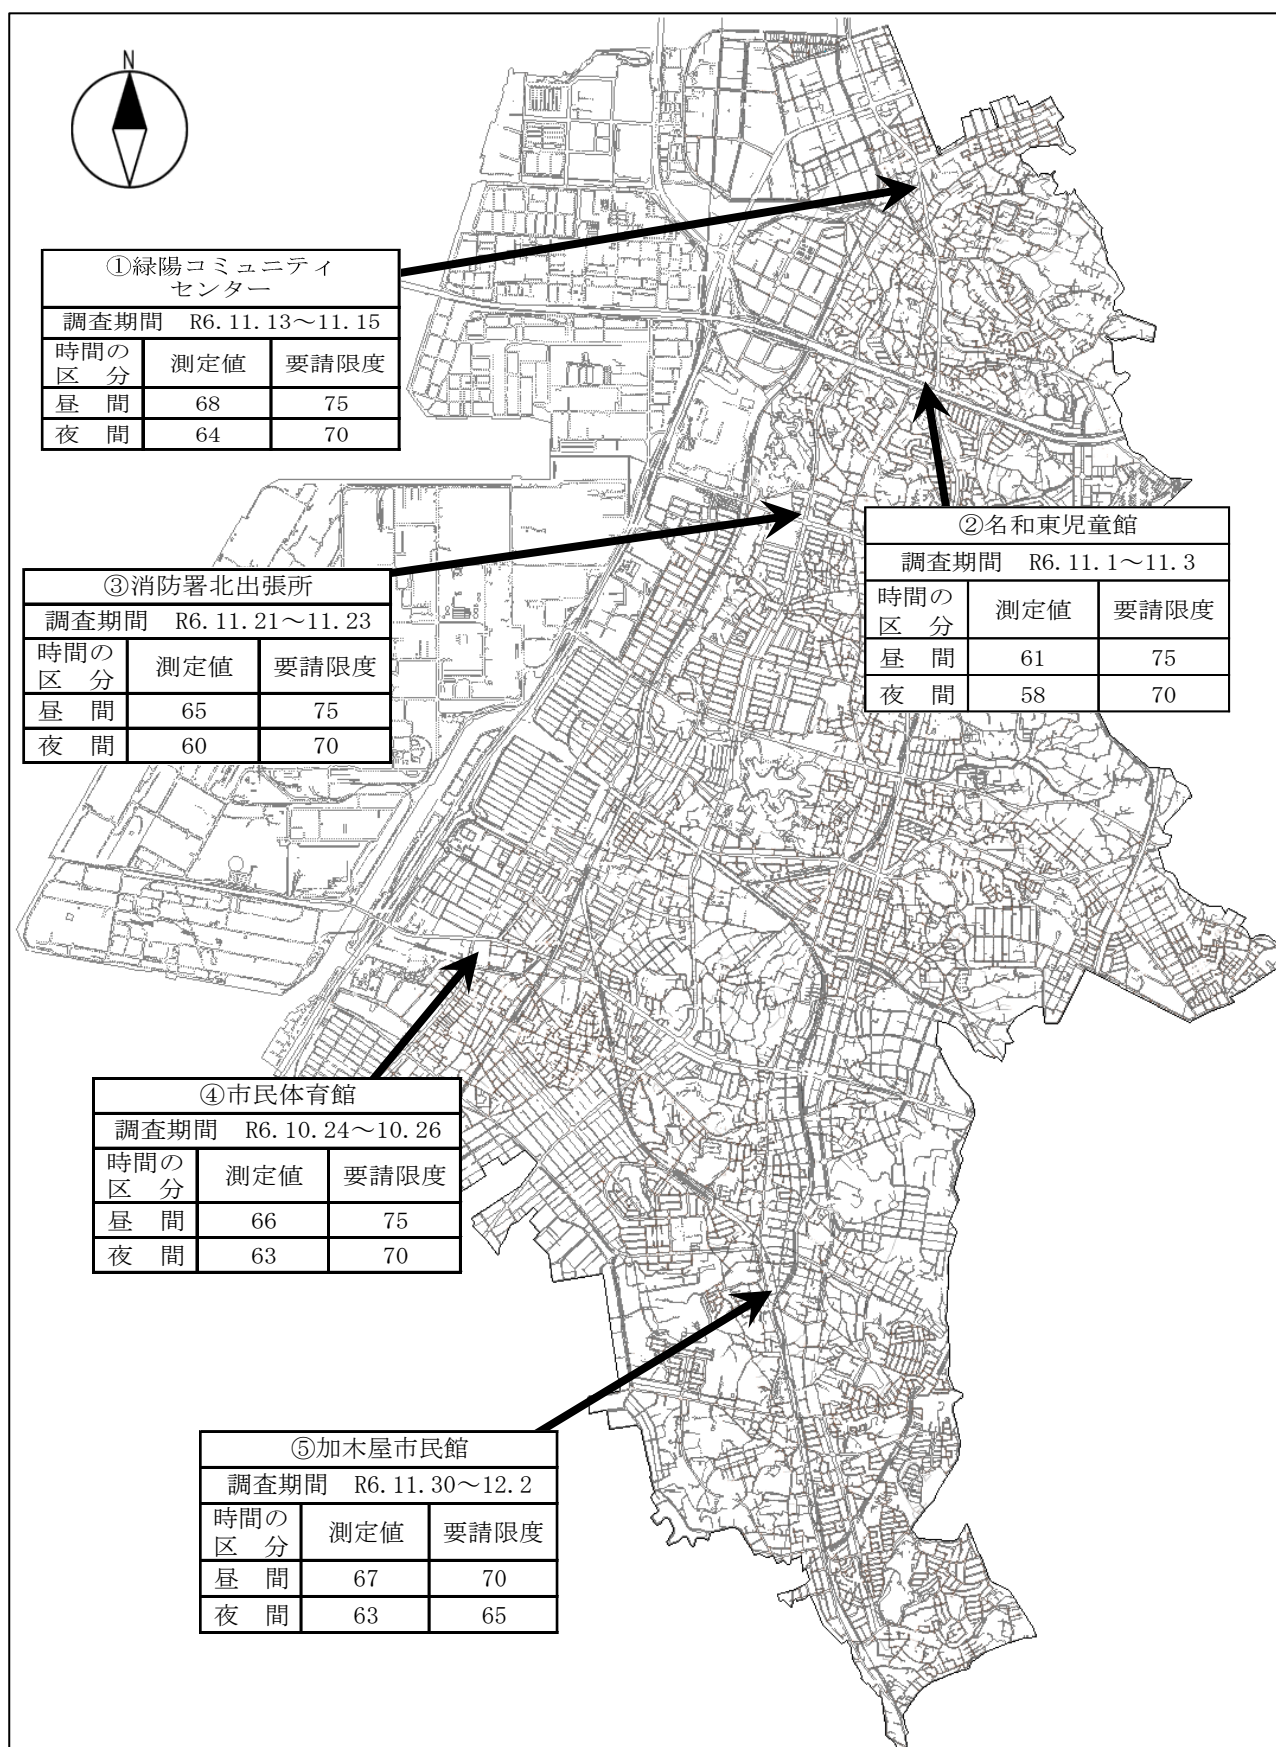 N
①緑陽コミュニティ
センター
調査期間 R6.11.13～11.15
時間の
区 分 測定値 要請限度
昼 間 68 75
夜 間 64 70
②名和東児童館
調査期間 R6.11.1～11.3
時間の
区 分 測定値 要請限度
昼 間 61 75
夜 間 58 70
③消防署北出張所
調査期間 R6.11.21～11.23
時間の
区 分 測定値 要請限度
昼 間 65 75
夜 間 60 70
④市民体育館
調査期間 R6.10.24～10.26
時間の
区 分 測定値 要請限度
昼 間 66 75
夜 間 63 70
⑤加木屋市民館
調査期間 R6.11.30～12.2
時間の
区 分 測定値 要請限度
昼 間 67 70
夜 間 63 65